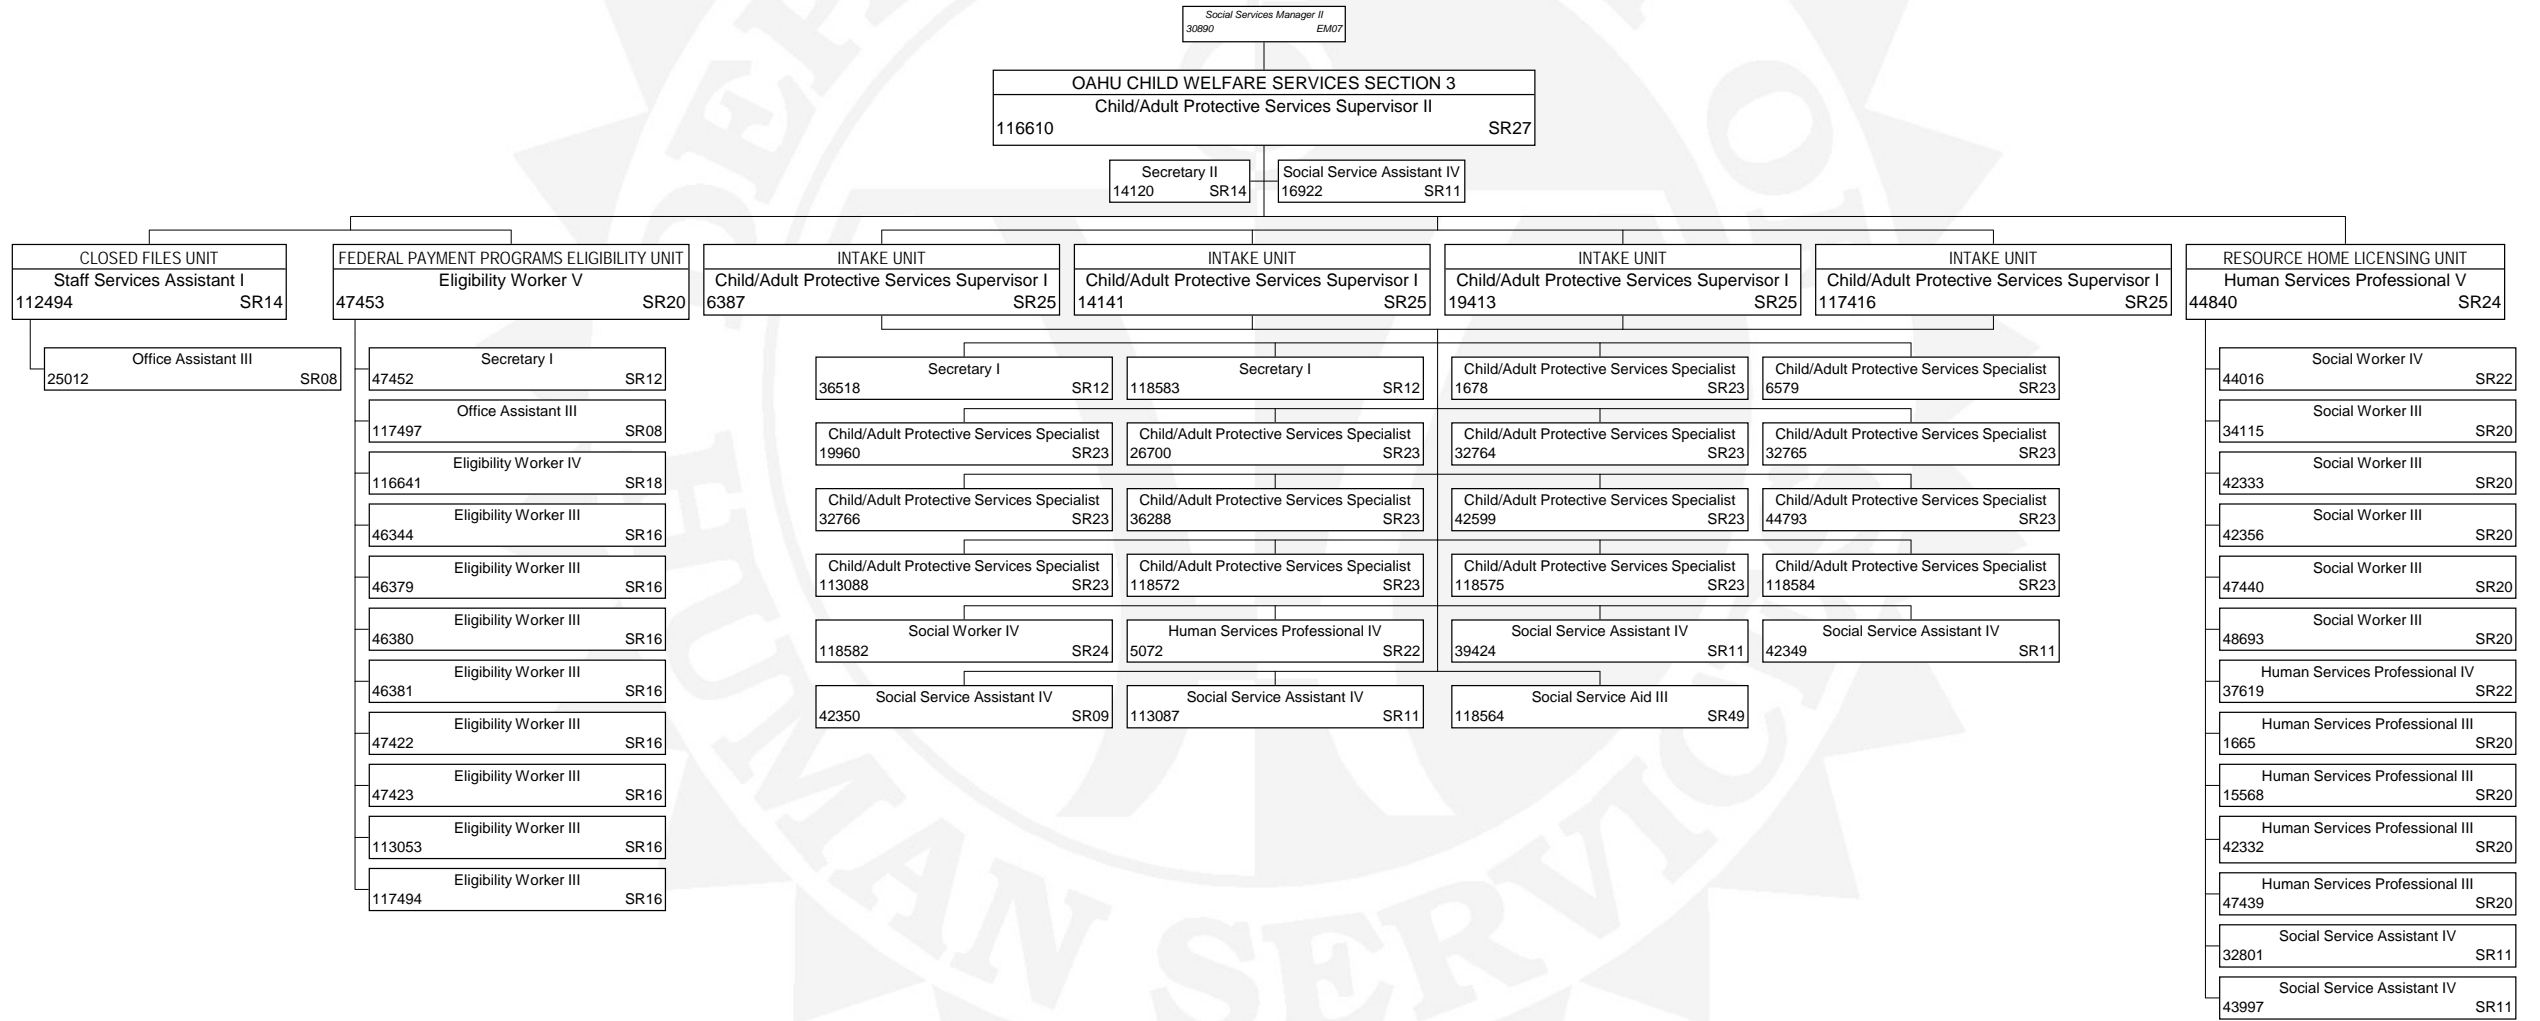 Social Services Manager II
30890 EM07
OAHU CHILD WELFARE SERVICES SECTION 3
Child/Adult Protective Services Supervisor II
116610 SR27
Secretary II
14120 SR14
Social Service Assistant IV
16922 SR11
CLOSED FILES UNIT
Staff Services Assistant I
112494 SR14
Office Assistant III
25012 SR08
FEDERAL PAYMENT PROGRAMS ELIGIBILITY UNIT
Eligibility Worker V
47453 SR20
Secretary I
47452 SR12
Office Assistant III
117497 SR08
Eligibility Worker IV
116641 SR18
Eligibility Worker III
46344 SR16
Eligibility Worker III
46379 SR16
Eligibility Worker III
46380 SR16
Eligibility Worker III
46381 SR16
Eligibility Worker III
47422 SR16
Eligibility Worker III
47423 SR16
Eligibility Worker III
113053 SR16
Eligibility Worker III
117494 SR16
INTAKE UNIT
Child/Adult Protective Services Supervisor I
6387 SR25
INTAKE UNIT
Child/Adult Protective Services Supervisor I
14141 SR25
INTAKE UNIT
Child/Adult Protective Services Supervisor I
19413 SR25
INTAKE UNIT
Child/Adult Protective Services Supervisor I
117416 SR25
Secretary I
36518 SR12
Secretary I
118583 SR12
Child/Adult Protective Services Specialist
1678 SR23
Child/Adult Protective Services Specialist
6579 SR23
Child/Adult Protective Services Specialist
19960 SR23
Child/Adult Protective Services Specialist
26700 SR23
Child/Adult Protective Services Specialist
32764 SR23
Child/Adult Protective Services Specialist
32765 SR23
Child/Adult Protective Services Specialist
32766 SR23
Child/Adult Protective Services Specialist
36288 SR23
Child/Adult Protective Services Specialist
42599 SR23
Child/Adult Protective Services Specialist
44793 SR23
Child/Adult Protective Services Specialist
113088 SR23
Child/Adult Protective Services Specialist
118572 SR23
Child/Adult Protective Services Specialist
118575 SR23
Child/Adult Protective Services Specialist
118584 SR23
Social Worker IV
118582 SR24
Human Services Professional IV
5072 SR22
Social Service Assistant IV
39424 SR11
Social Service Assistant IV
42349 SR11
Social Service Assistant IV
42350 SR09
Social Service Assistant IV
113087 SR11
Social Service Aid III
118564 SR49
RESOURCE HOME LICENSING UNIT
Human Services Professional V
44840 SR24
Social Worker IV
44016 SR22
Social Worker III
34115 SR20
Social Worker III
42333 SR20
Social Worker III
42356 SR20
Social Worker III
47440 SR20
Social Worker III
48693 SR20
Human Services Professional IV
37619 SR22
Human Services Professional III
1665 SR20
Human Services Professional III
15568 SR20
Human Services Professional III
42332 SR20
Human Services Professional III
47439 SR20
Social Service Assistant IV
32801 SR11
Social Service Assistant IV
43997 SR11
HUMAN SERVICES